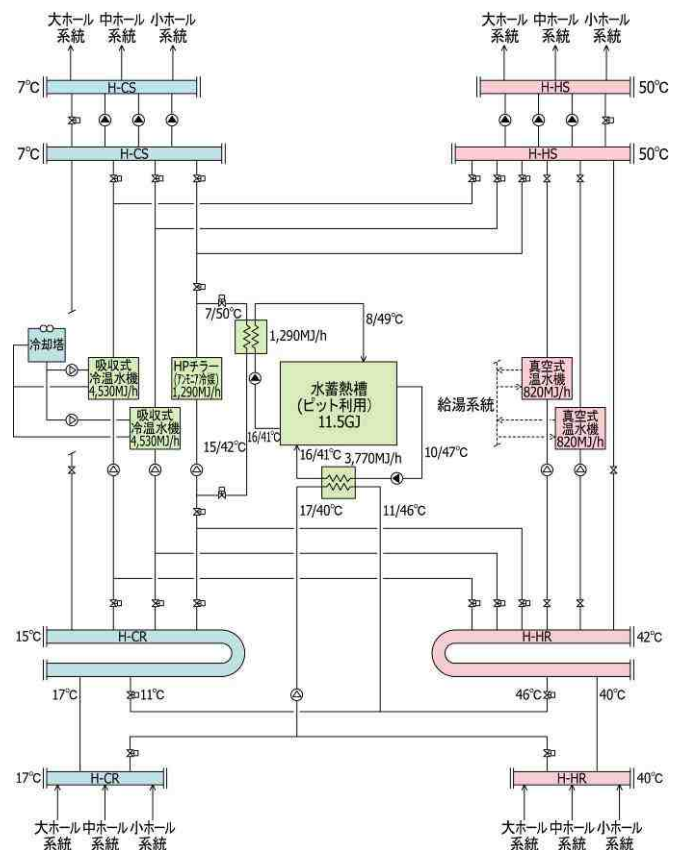 大ホール 中ホール 小ホール
系統 系統 系統
大ホール 中ホール 小ホール
系統 系統 系統
7℃
H-CS
H-HS
50℃
7℃
H-CS
H-HS
50℃
7/50℃
8/49℃
1,290MJ/h
冷却塔
吸収式
冷温水機
4,530MJ/h
HPチラー
(アンモニア冷媒)
1,290MJ/h
水蓄熱槽
(ピット利用)
11.5GJ
真空式
温水機
820MJ/h
給湯系統
吸収式
冷温水機
4,530MJ/h
真空式
温水機
820MJ/h
15/42℃
16/41℃
16/41℃
3,770MJ/h
10/47℃
17/40℃
11/46℃
15℃
H-CR
H-HR
42℃
17℃
11℃
46℃
40℃
17℃
H-CR
H-HR
40℃
大ホール 中ホール 小ホール
系統 系統 系統
大ホール 中ホール 小ホール
系統 系統 系統